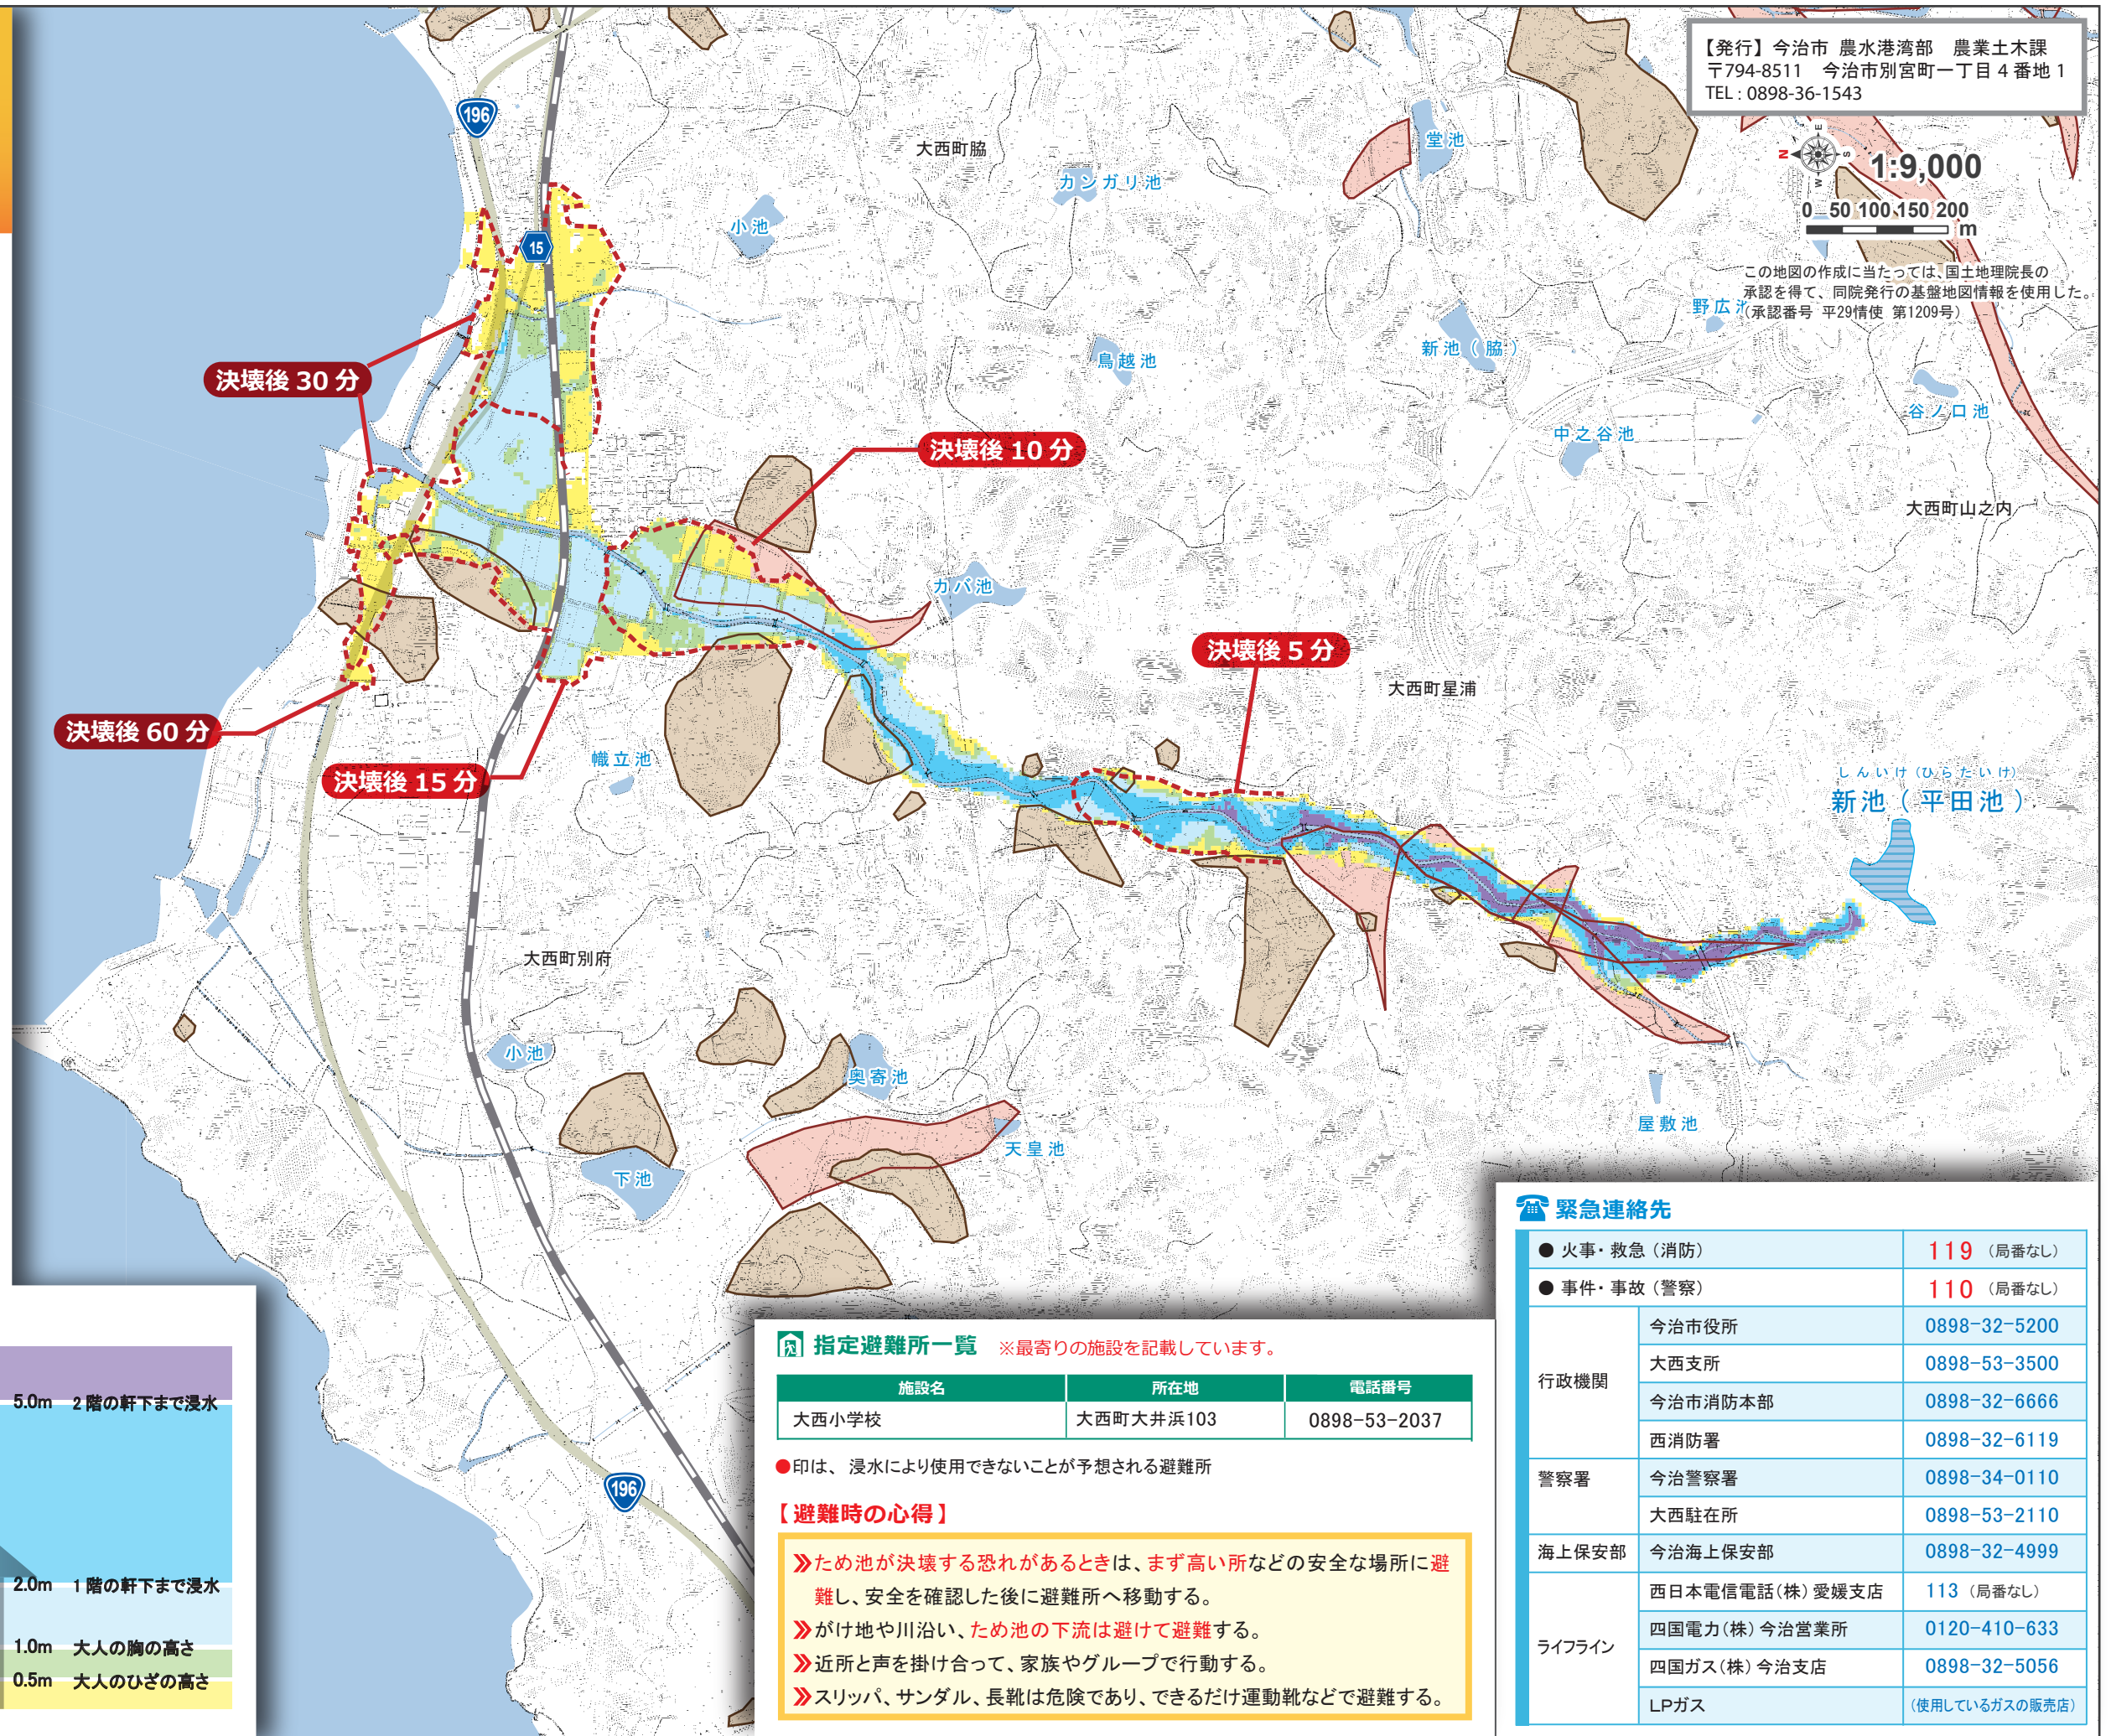 【発行】今治市 農水港湾部 農業土木課
〒794-8511 今治市別宮町一丁目4番地1
TEL : 0898-36-1543
N
E
S
W
1:9,000
0 50 100 150 200
m
この地図の作成に当たっては、国土地理院長の
承認を得て、同院発行の基盤地図情報を使用した。
(承認番号 平29情使 第1209号)
196
15
大西町脇
堂池
カンガリ池
小池
野広池
新池(脇)
鳥越池
谷ノ口池
中之谷池
決壊後 30 分
決壊後 10 分
大西町山之内
カバ池
決壊後 5 分
大西町星浦
決壊後 60 分
決壊後 15 分
幟立池
しんいけ(ひらたいけ)
新池(平田池)
大西町別府
小池
奥寄池
屋敷池
天皇池
下池
196
5.0m 2階の軒下まで浸水
2.0m 1階の軒下まで浸水
1.0m 大人の胸の高さ
0.5m 大人のひざの高さ
指定避難所一覧 ※最寄りの施設を記載しています。
施設名 所在地 電話番号
大西小学校 大西町大井浜103 0898-53-2037
●印は、浸水により使用できないことが予想される避難所
【避難時の心得】
≫ため池が決壊する恐れがあるときは、まず高い所などの安全な場所に避
難し、安全を確認した後に避難所へ移動する。
≫がけ地や川沿い、ため池の下流は避けて避難する。
≫近所と声を掛け合って、家族やグループで行動する。
≫スリッパ、サンダル、長靴は危険であり、できるだけ運動靴などで避難する。
緊急連絡先
● 火事・救急(消防) 119 (局番なし)
● 事件・事故(警察) 110 (局番なし)
行政機関
今治市役所 0898-32-5200
大西支所 0898-53-3500
今治市消防本部 0898-32-6666
西消防署 0898-32-6119
警察署
今治警察署 0898-34-0110
大西駐在所 0898-53-2110
海上保安部 今治海上保安部 0898-32-4999
ライフライン
西日本電信電話(株)愛媛支店 113 (局番なし)
四国電力(株)今治営業所 0120-410-633
四国ガス(株)今治支店 0898-32-5056
LPガス (使用しているガスの販売店)